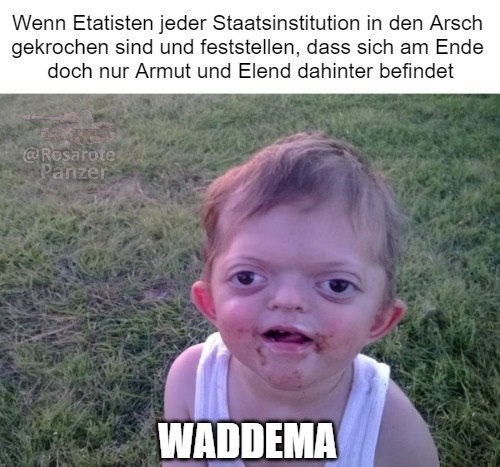 Wenn Etatisten jeder Staatsinstitution in den Arsch
gekrochen sind und feststellen, dass sich am Ende
doch nur Armut und Elend dahinter befindet
@Rosarote
Panzer
WADDEMA